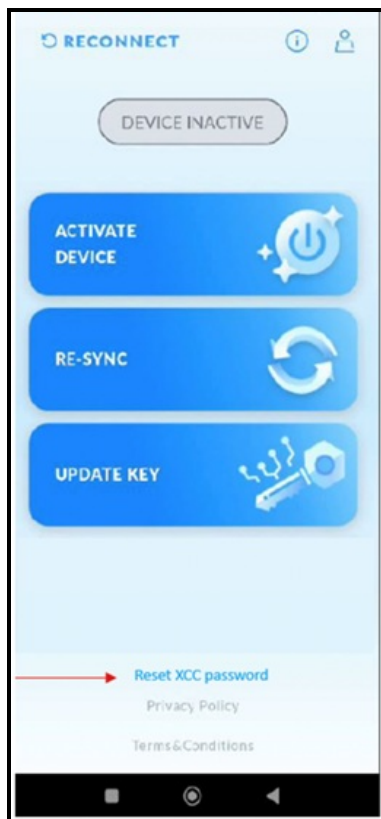 RECONNECT
DEVICE INACTIVE
ACTIVATE
DEVICE
RE-SYNC
UPDATE KEY
Reset XCC password
Privacy Policy
Terms&Conditions